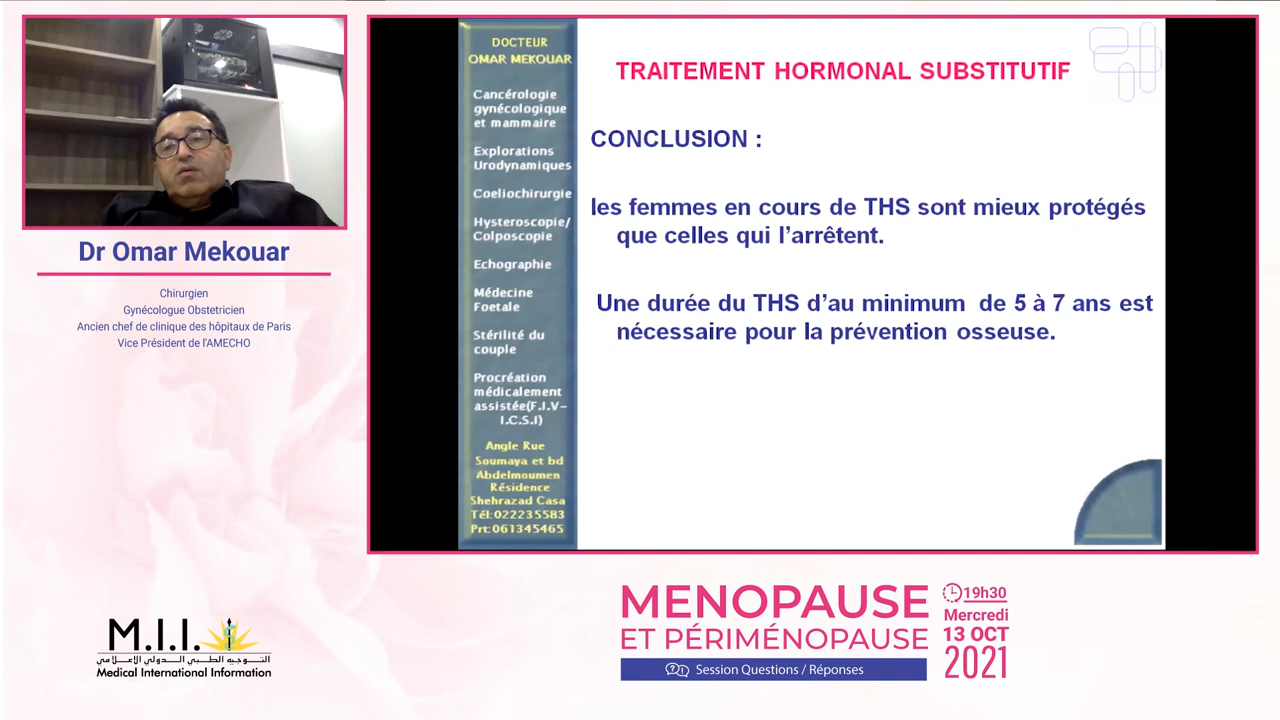 Dr Omar Mekouar
Chirurgien
Gynécologue Obstetricien
Ancien chef de clinique des hôpitaux de Paris
Vice Président de l'AMECHO
DOCTEUR
OMAR MEKOUAR
Cancérologie
gynécologique
et mammaire
Explorations
Urodynamiques
Coeliochirurgie
Hysteroscopie/
Colposcopie
Echographie
Médecine
Foetale
Stérilité du
couple
Procréation
médicalement
assistée(F.I.V-
I.C.S.I)
Angle Rue
Soumaya et bd
Abdelmoumen
Résidence
Shehrazad Casa
Tél:022235583
Prt:061345465
TRAITEMENT HORMONAL SUBSTITUTIF
CONCLUSION :
les femmes en cours de THS sont mieux protégés
que celles qui l'arrêtent.
Une durée du THS d'au minimum de 5 à 7 ans est
nécessaire pour la prévention osseuse.
M.I.I.
التوجيه الطبي الدولي الإعلامي
Medical International Information
MENOPAUSE
ET PÉRIMÉNOPAUSE
Session Questions / Réponses
19h30
Mercredi
13 OCT
2021